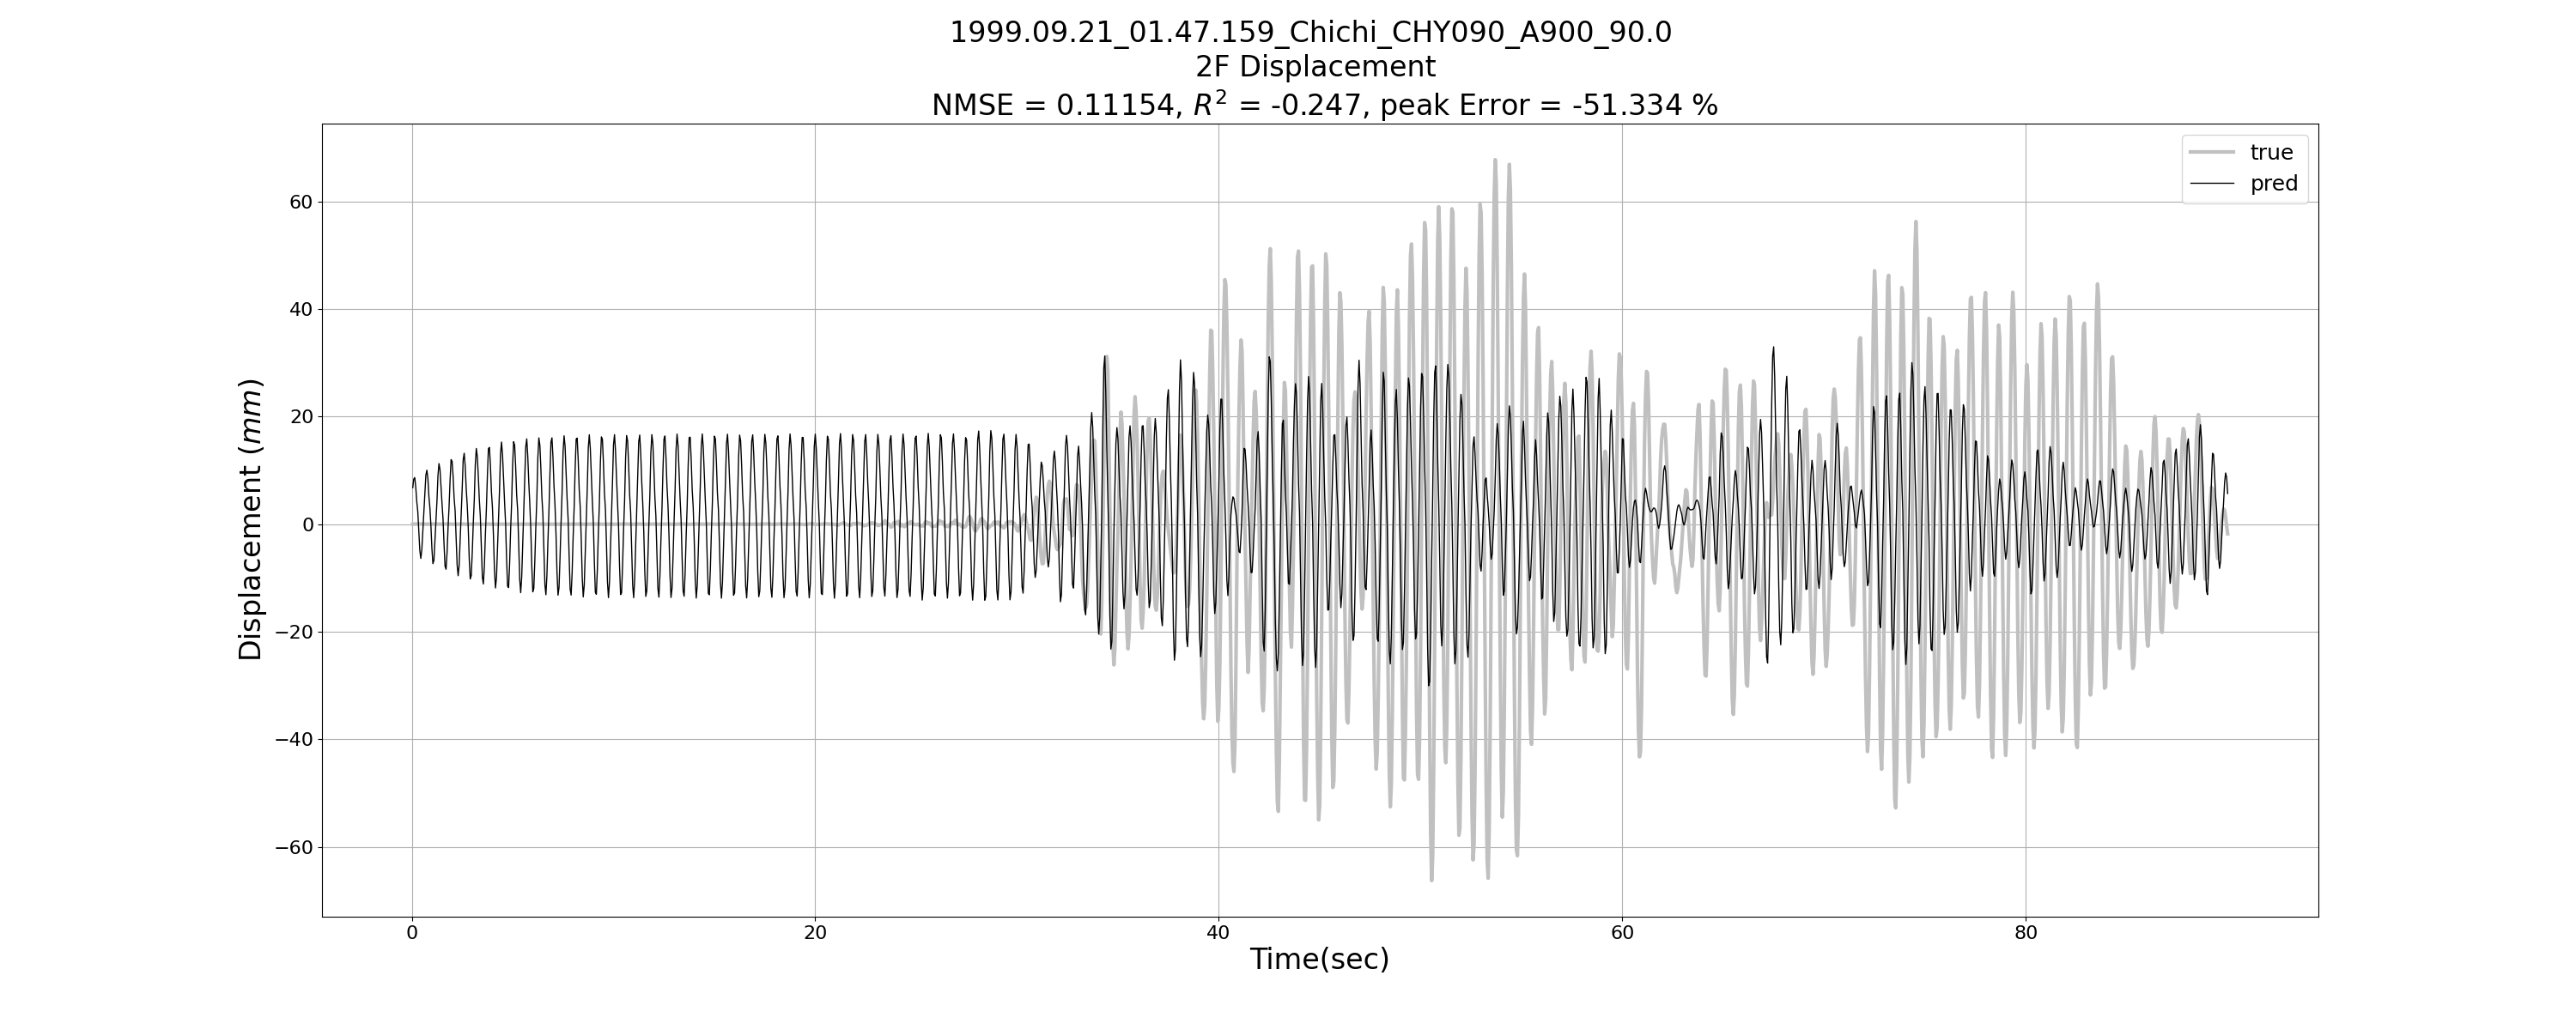 1999.09.21_01.47.159_Chichi_CHY090_A900_90.0
2F Displacement
NMSE = 0.11154, R² = -0.247, peak Error = -51.334 %
true
pred
60
40
20
0
−20
−40
−60
Displacement (mm)
0 20 40 60 80
Time(sec)